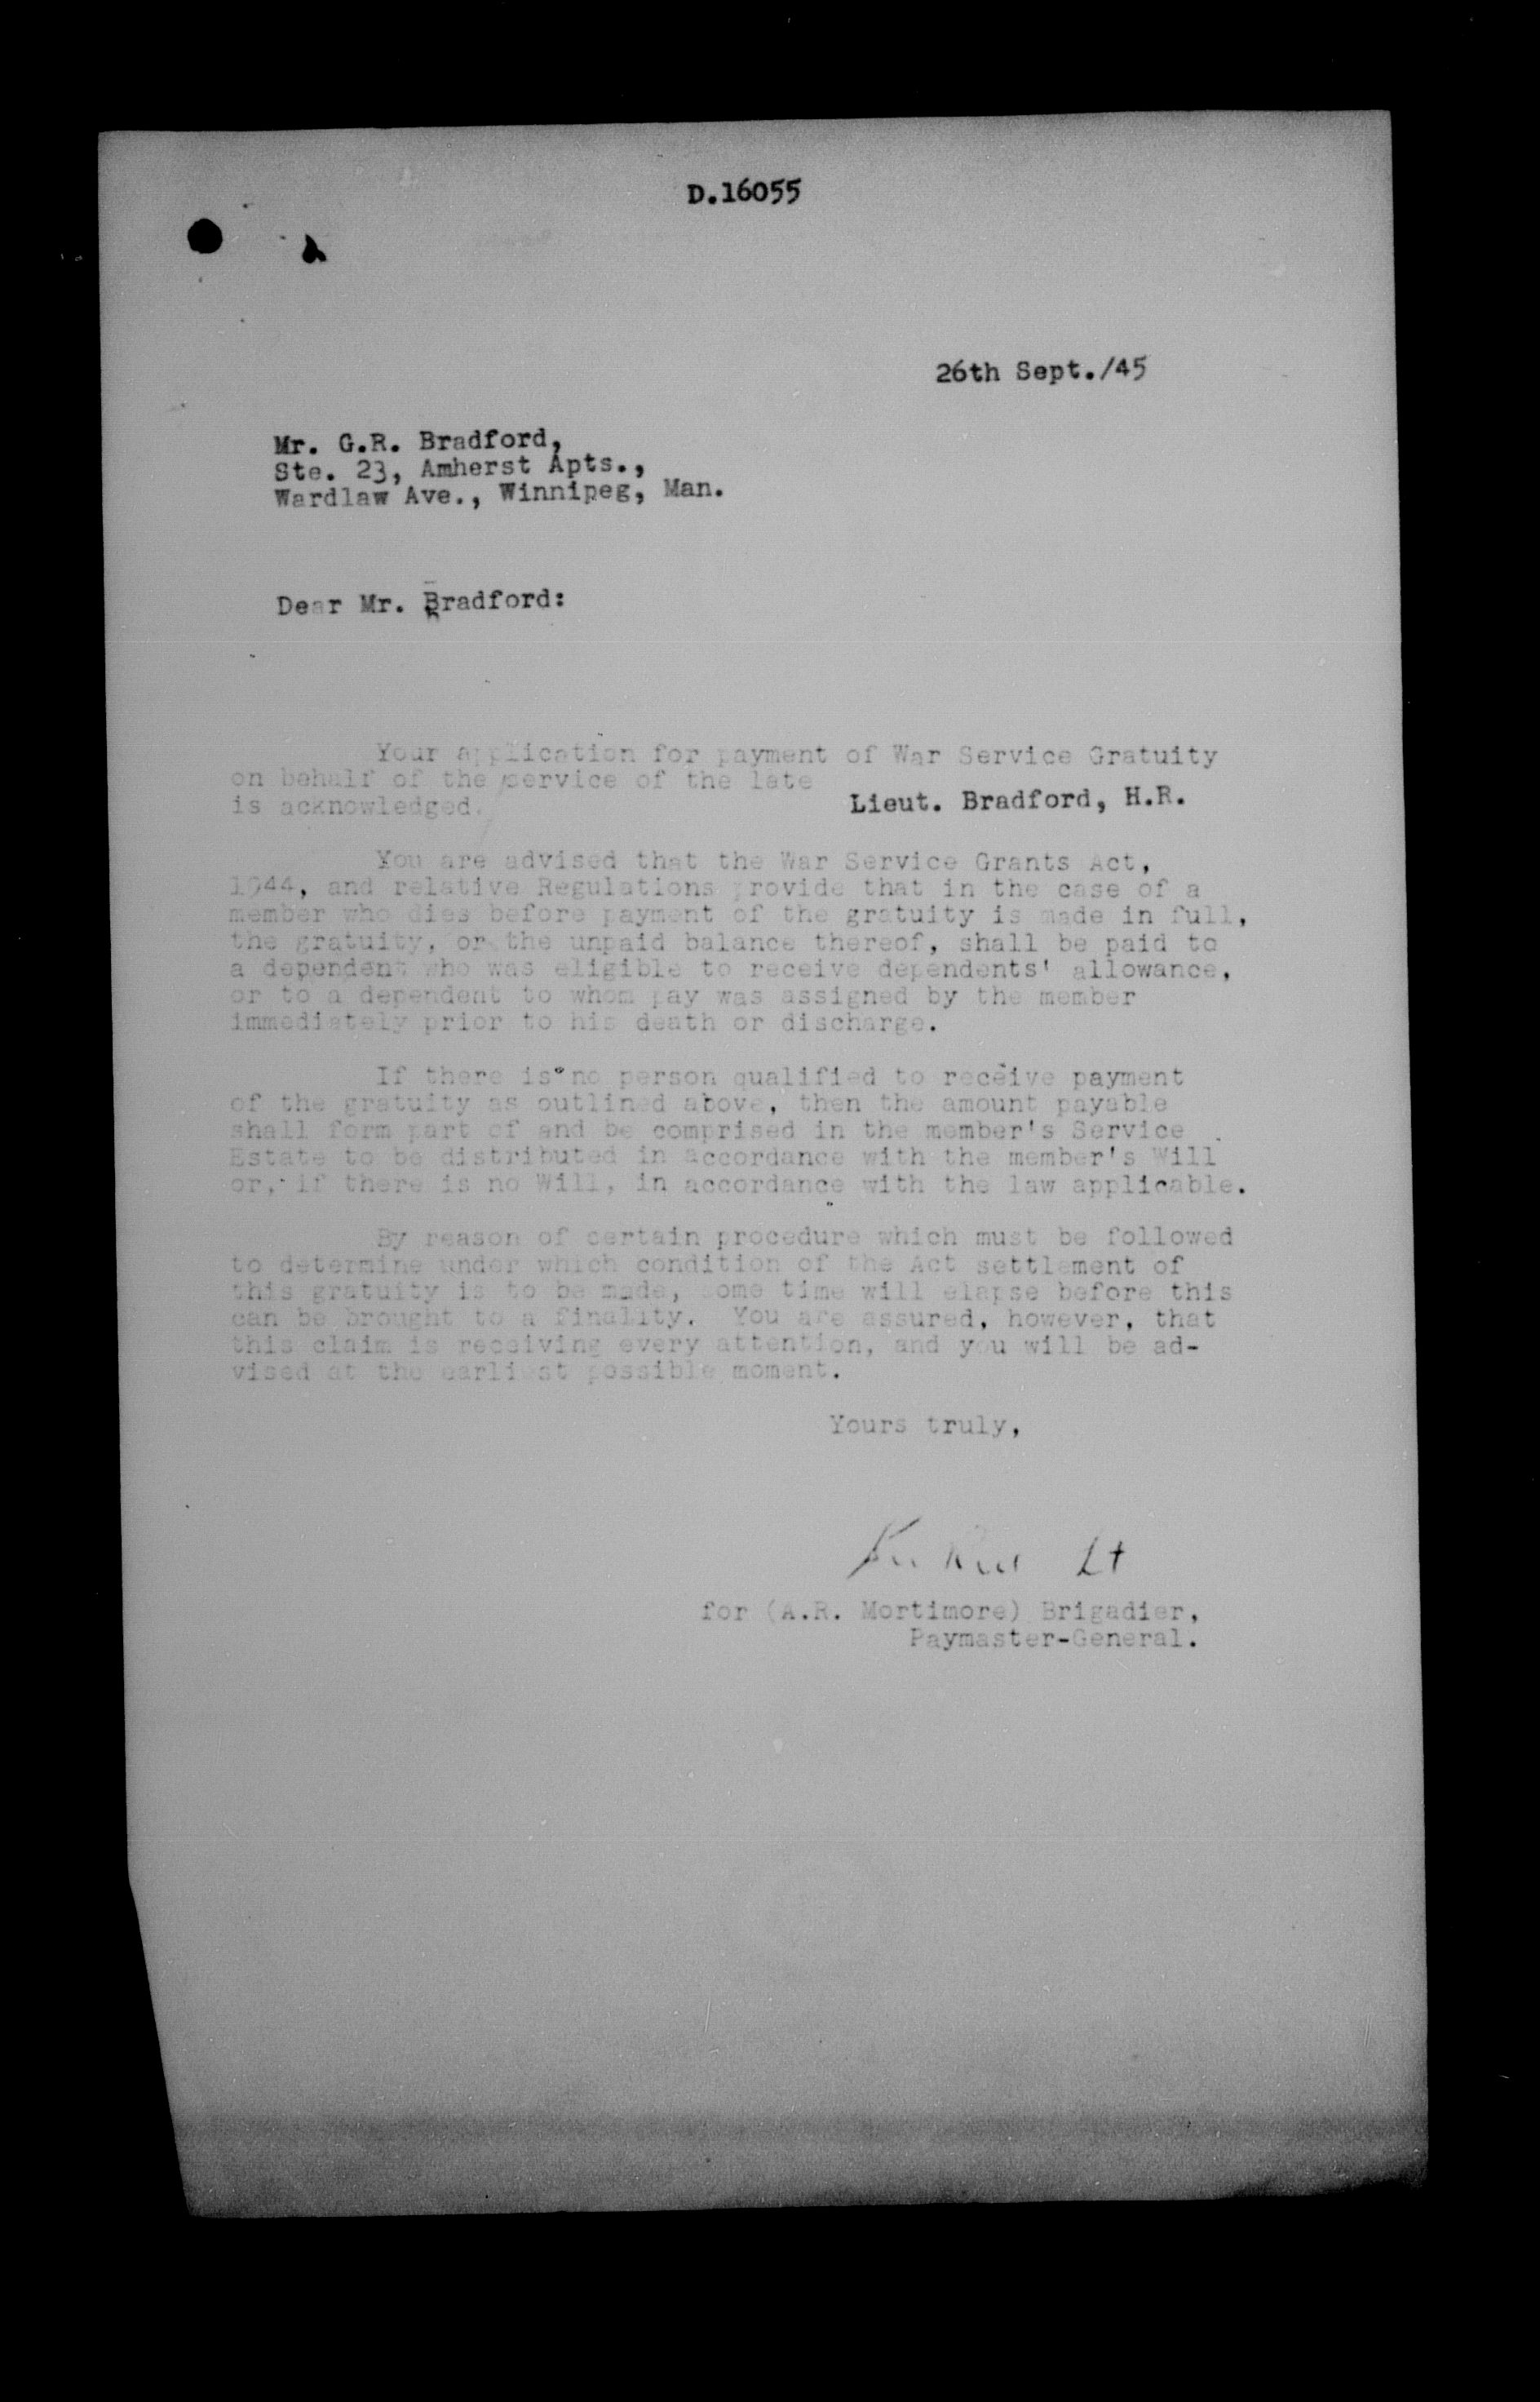 D.16055
26th Sept./45
Mr. G.R. Bradford,
Ste. 23, Amherst Apts.,
Wardlaw Ave., Winnipeg, Man.
Dear Mr. Bradford:
Your application for payment of War Service Gratuity
on behalf of the service of the late
Lieut. Bradford, H.R.
is acknowledged.
You are advised that the War Service Grants Act,
1944, and relative Regulations provide that in the case of a
member who dies before payment of the gratuity is made in full,
the gratuity, or the unpaid balance thereof, shall be paid to
a dependent who was eligible to receive dependents' allowance,
or to a dependent to whom pay was assigned by the member
immediately prior to his death or discharge.
If there is no person qualified to receive payment
of the gratuity as outlined above, then the amount payable
shall form part of and be comprised in the member's Service
Estate to be distributed in accordance with the member's Will
or, if there is no Will, in accordance with the law applicable.
By reason of certain procedure which must be followed
to determine under which condition of the Act settlement of
this gratuity is to be made, some time will elapse before this
can be brought to a finality. You are assured, however, that
this claim is receiving every attention, and you will be ad-
vised at the earliest possible moment.
Yours truly,
Lt
for (A.R. Mortimore) Brigadier,
Paymaster-General.